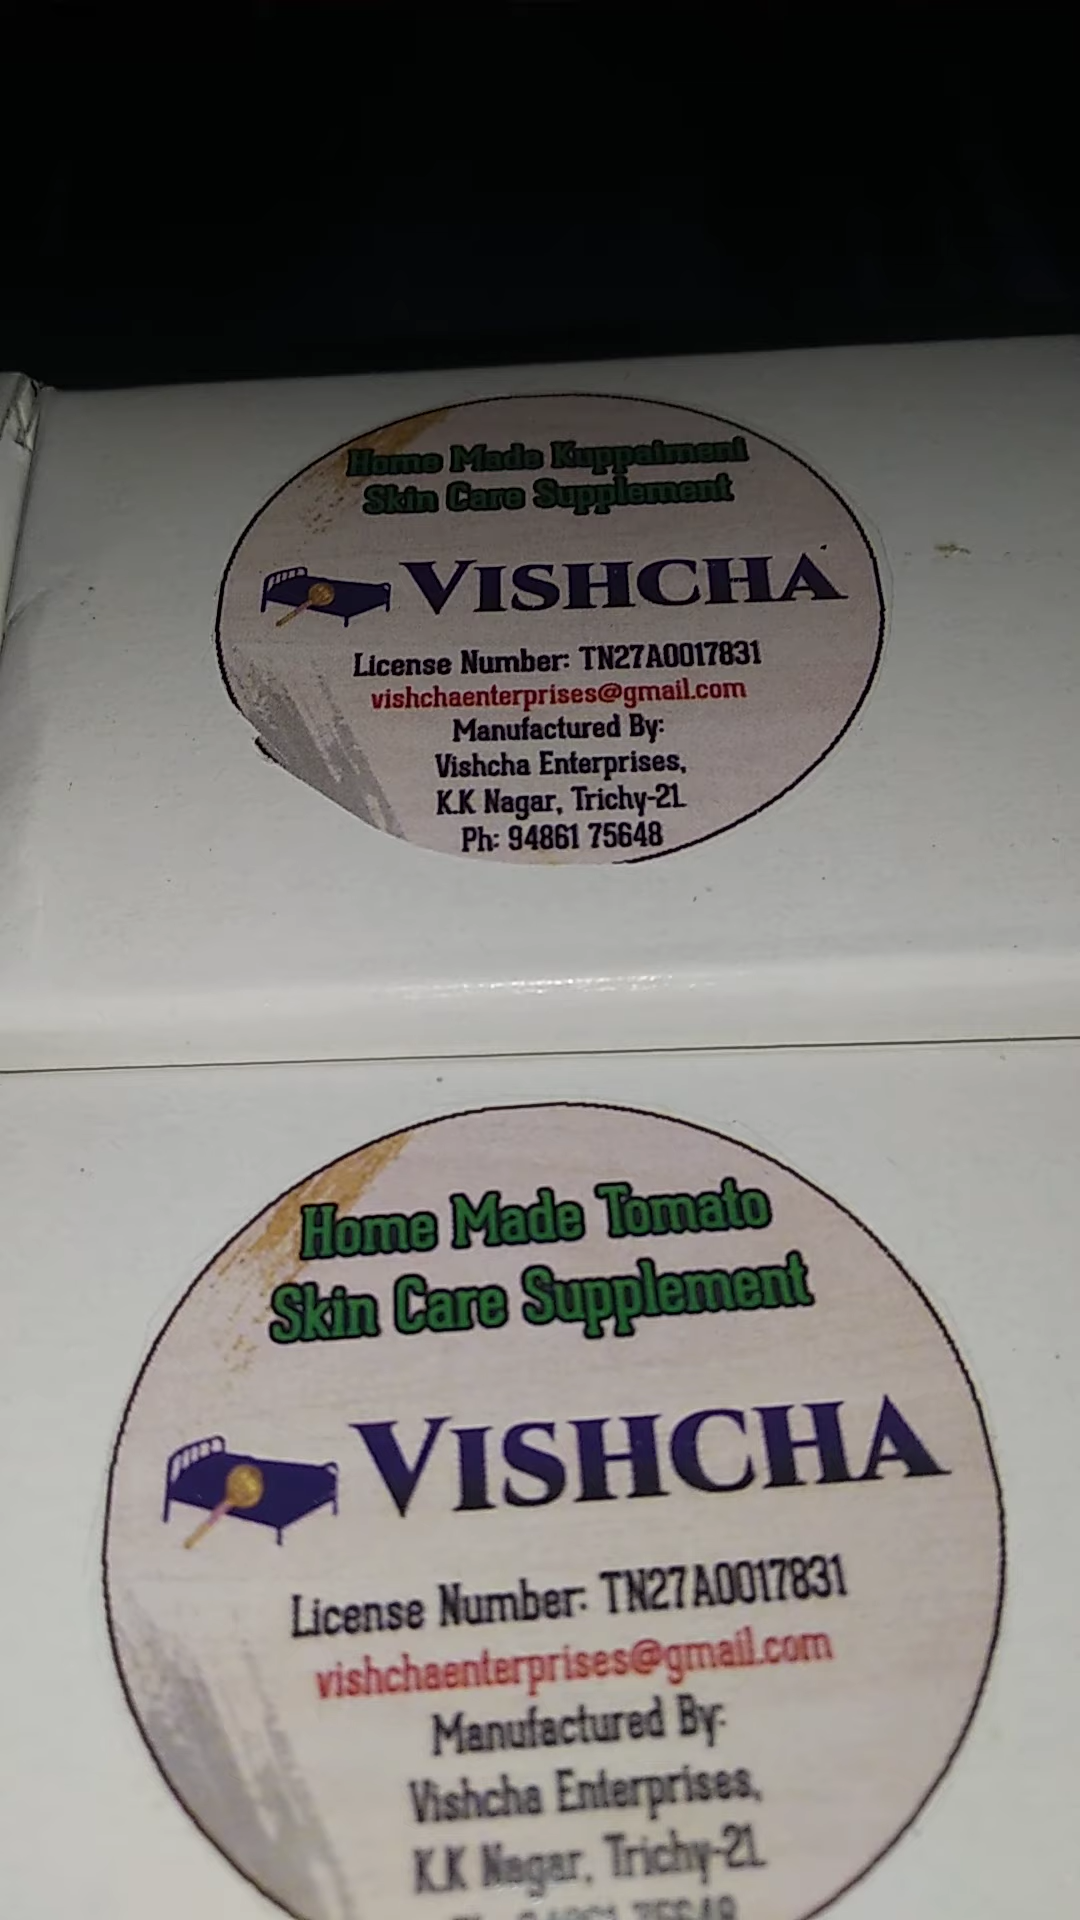 Home Made Kuppaimeni
Skin Care Supplement
VISHCHA
License Number: TN27A0017831
vishchaenterprises@gmail.com
Manufactured By:
Vishcha Enterprises,
K.K Nagar, Trichy-21
Ph: 94861 75648
Home Made Tomato
Skin Care Supplement
VISHCHA
License Number: TN27A0017831
vishchaenterprises@gmail.com
Manufactured By:
Vishcha Enterprises,
K.K Nagar, Trichy-21